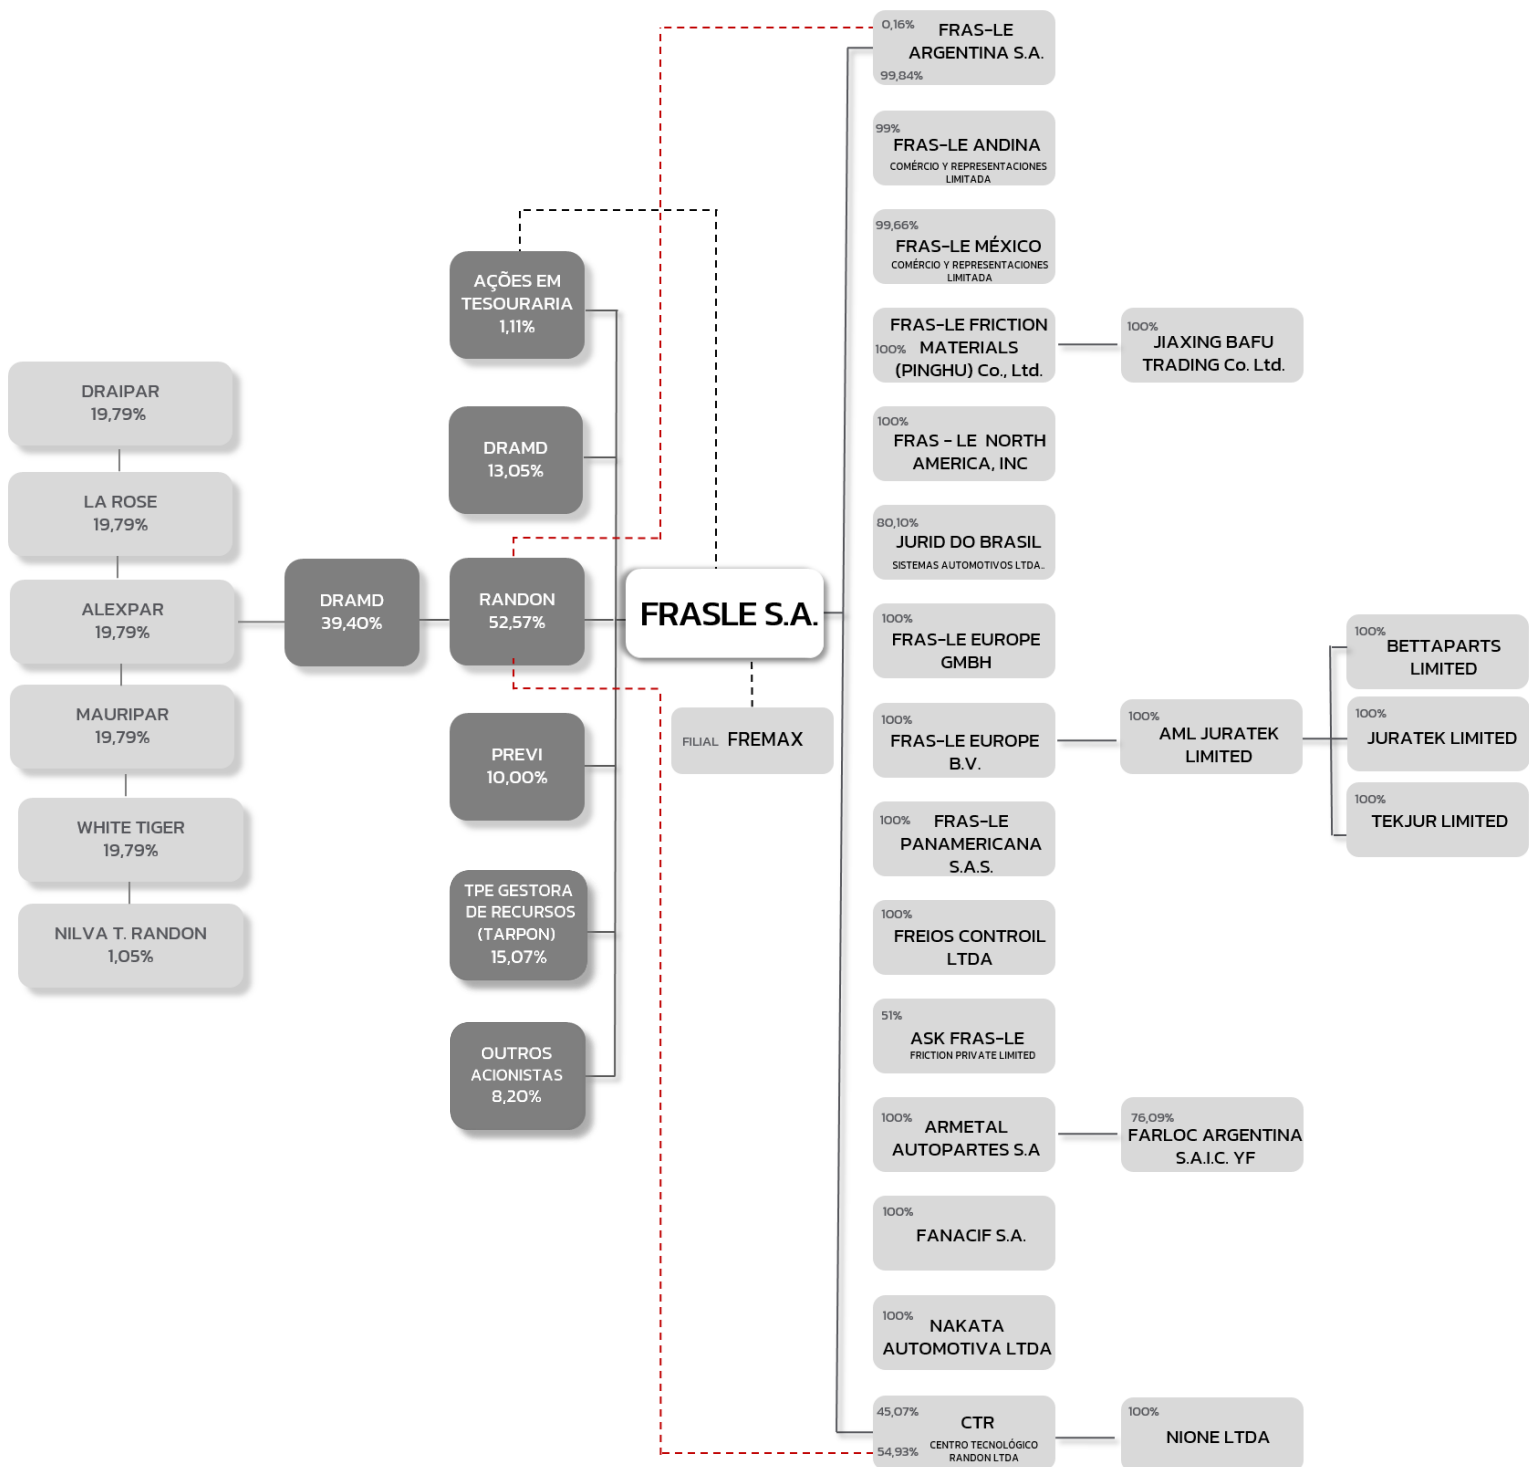 DRAIPAR
19,79%
LA ROSE
19,79%
ALEXPAR
19,79%
MAURIPAR
19,79%
WHITE TIGER
19,79%
NILVA T. RANDON
1,05%
DRAMD
39,40%
AÇÕES EM
TESOURARIA
1,11%
DRAMD
13,05%
RANDON
52,57%
PREVI
10,00%
TPE GESTORA
DE RECURSOS
(TARPON)
15,07%
OUTROS
ACIONISTAS
8,20%
FRASLE S.A.
FILIAL FREMAX
0,16% FRAS-LE
ARGENTINA S.A.
99,84%
99%
FRAS-LE ANDINA
COMÉRCIO Y REPRESENTACIONES
LIMITADA
99,66%
FRAS-LE MÉXICO
COMÉRCIO Y REPRESENTACIONES
LIMITADA
FRAS-LE FRICTION
100% MATERIALS
(PINGHU) Co., Ltd.
100%
JIAXING BAFU
TRADING Co. Ltd.
100%
FRAS - LE NORTH
AMERICA, INC
80,10%
JURID DO BRASIL
SISTEMAS AUTOMOTIVOS LTDA..
100%
FRAS-LE EUROPE
GMBH
100%
FRAS-LE EUROPE
B.V.
100%
AML JURATEK
LIMITED
100%
BETTAPARTS
LIMITED
100%
JURATEK LIMITED
100%
TEKJUR LIMITED
100% FRAS-LE
PANAMERICANA
S.A.S.
100%
FREIOS CONTROIL
LTDA
51%
ASK FRAS-LE
FRICTION PRIVATE LIMITED
100% ARMETAL
AUTOPARTES S.A
76,09%
FARLOC ARGENTINA
S.A.I.C. YF
100%
FANACIF S.A.
100% NAKATA
AUTOMOTIVA LTDA
45,07%
CTR
54,93% CENTRO TECNOLÓGICO
RANDON LTDA
100%
NIONE LTDA